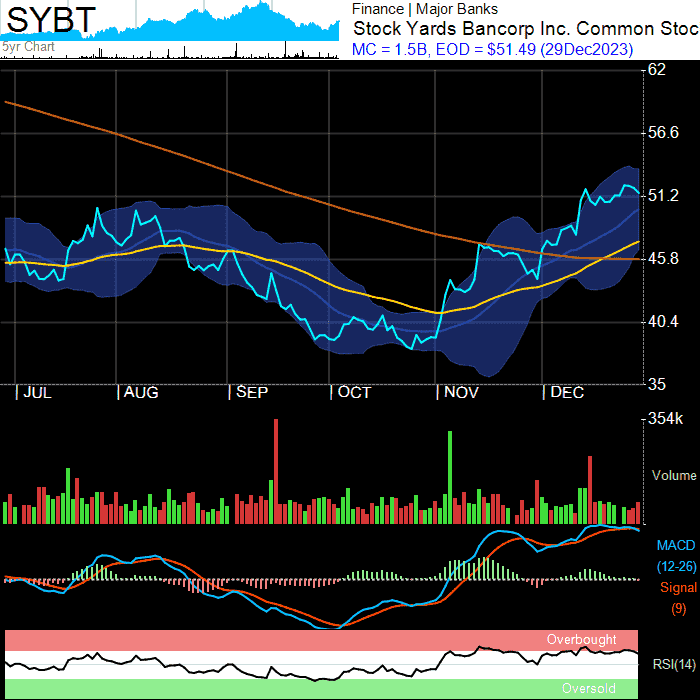 SYBT
5yr Chart
Finance | Major Banks
Stock Yards Bancorp Inc. Common Stoc
MC = 1.5B, EOD = $51.49 (29Dec2023)
62
56.6
51.2
45.8
40.4
35
| JUL | AUG | SEP | OCT | NOV | DEC
354k
Volume
MACD
(12-26)
Signal
(9)
Overbought
RSI(14)
Oversold